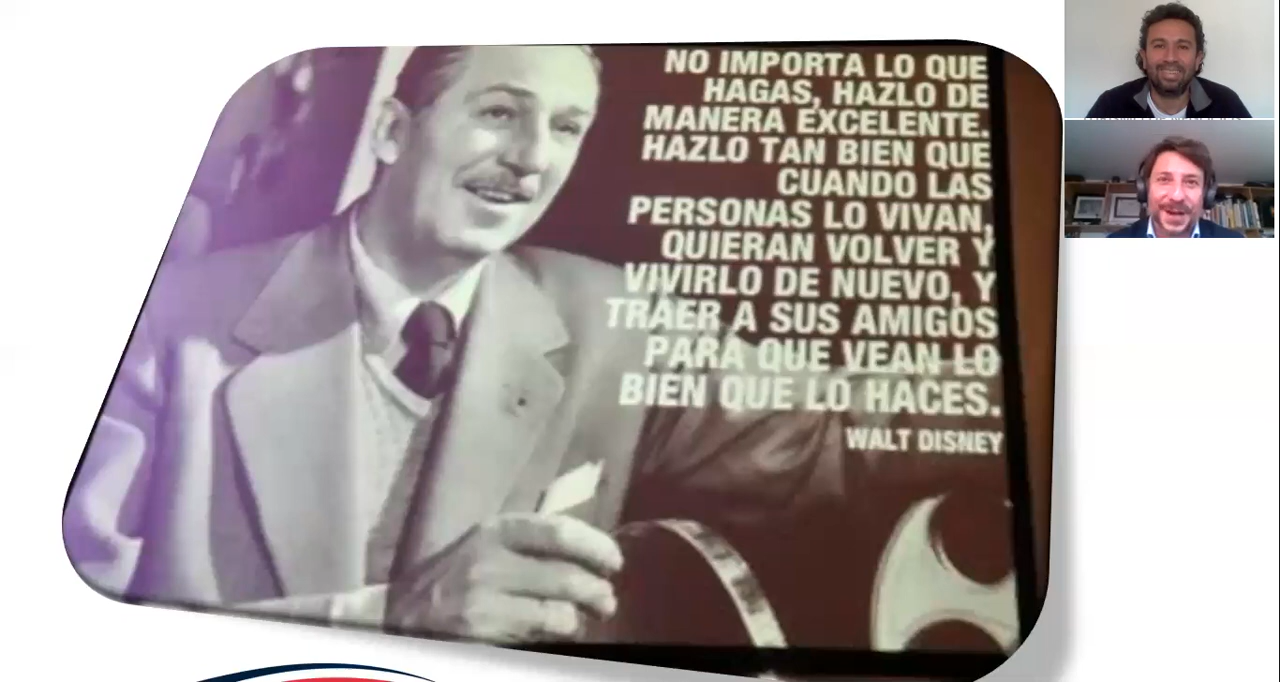 NO IMPORTA LO QUE
HAGAS, HAZLO DE
MANERA EXCELENTE.
HAZLO TAN BIEN QUE
CUANDO LAS
PERSONAS LO VIVAN,
QUIERAN VOLVER Y
VIVIRLO DE NUEVO, Y
TRAER A SUS AMIGOS
PARA QUE VEAN LO
BIEN QUE LO HACES.
WALT DISNEY